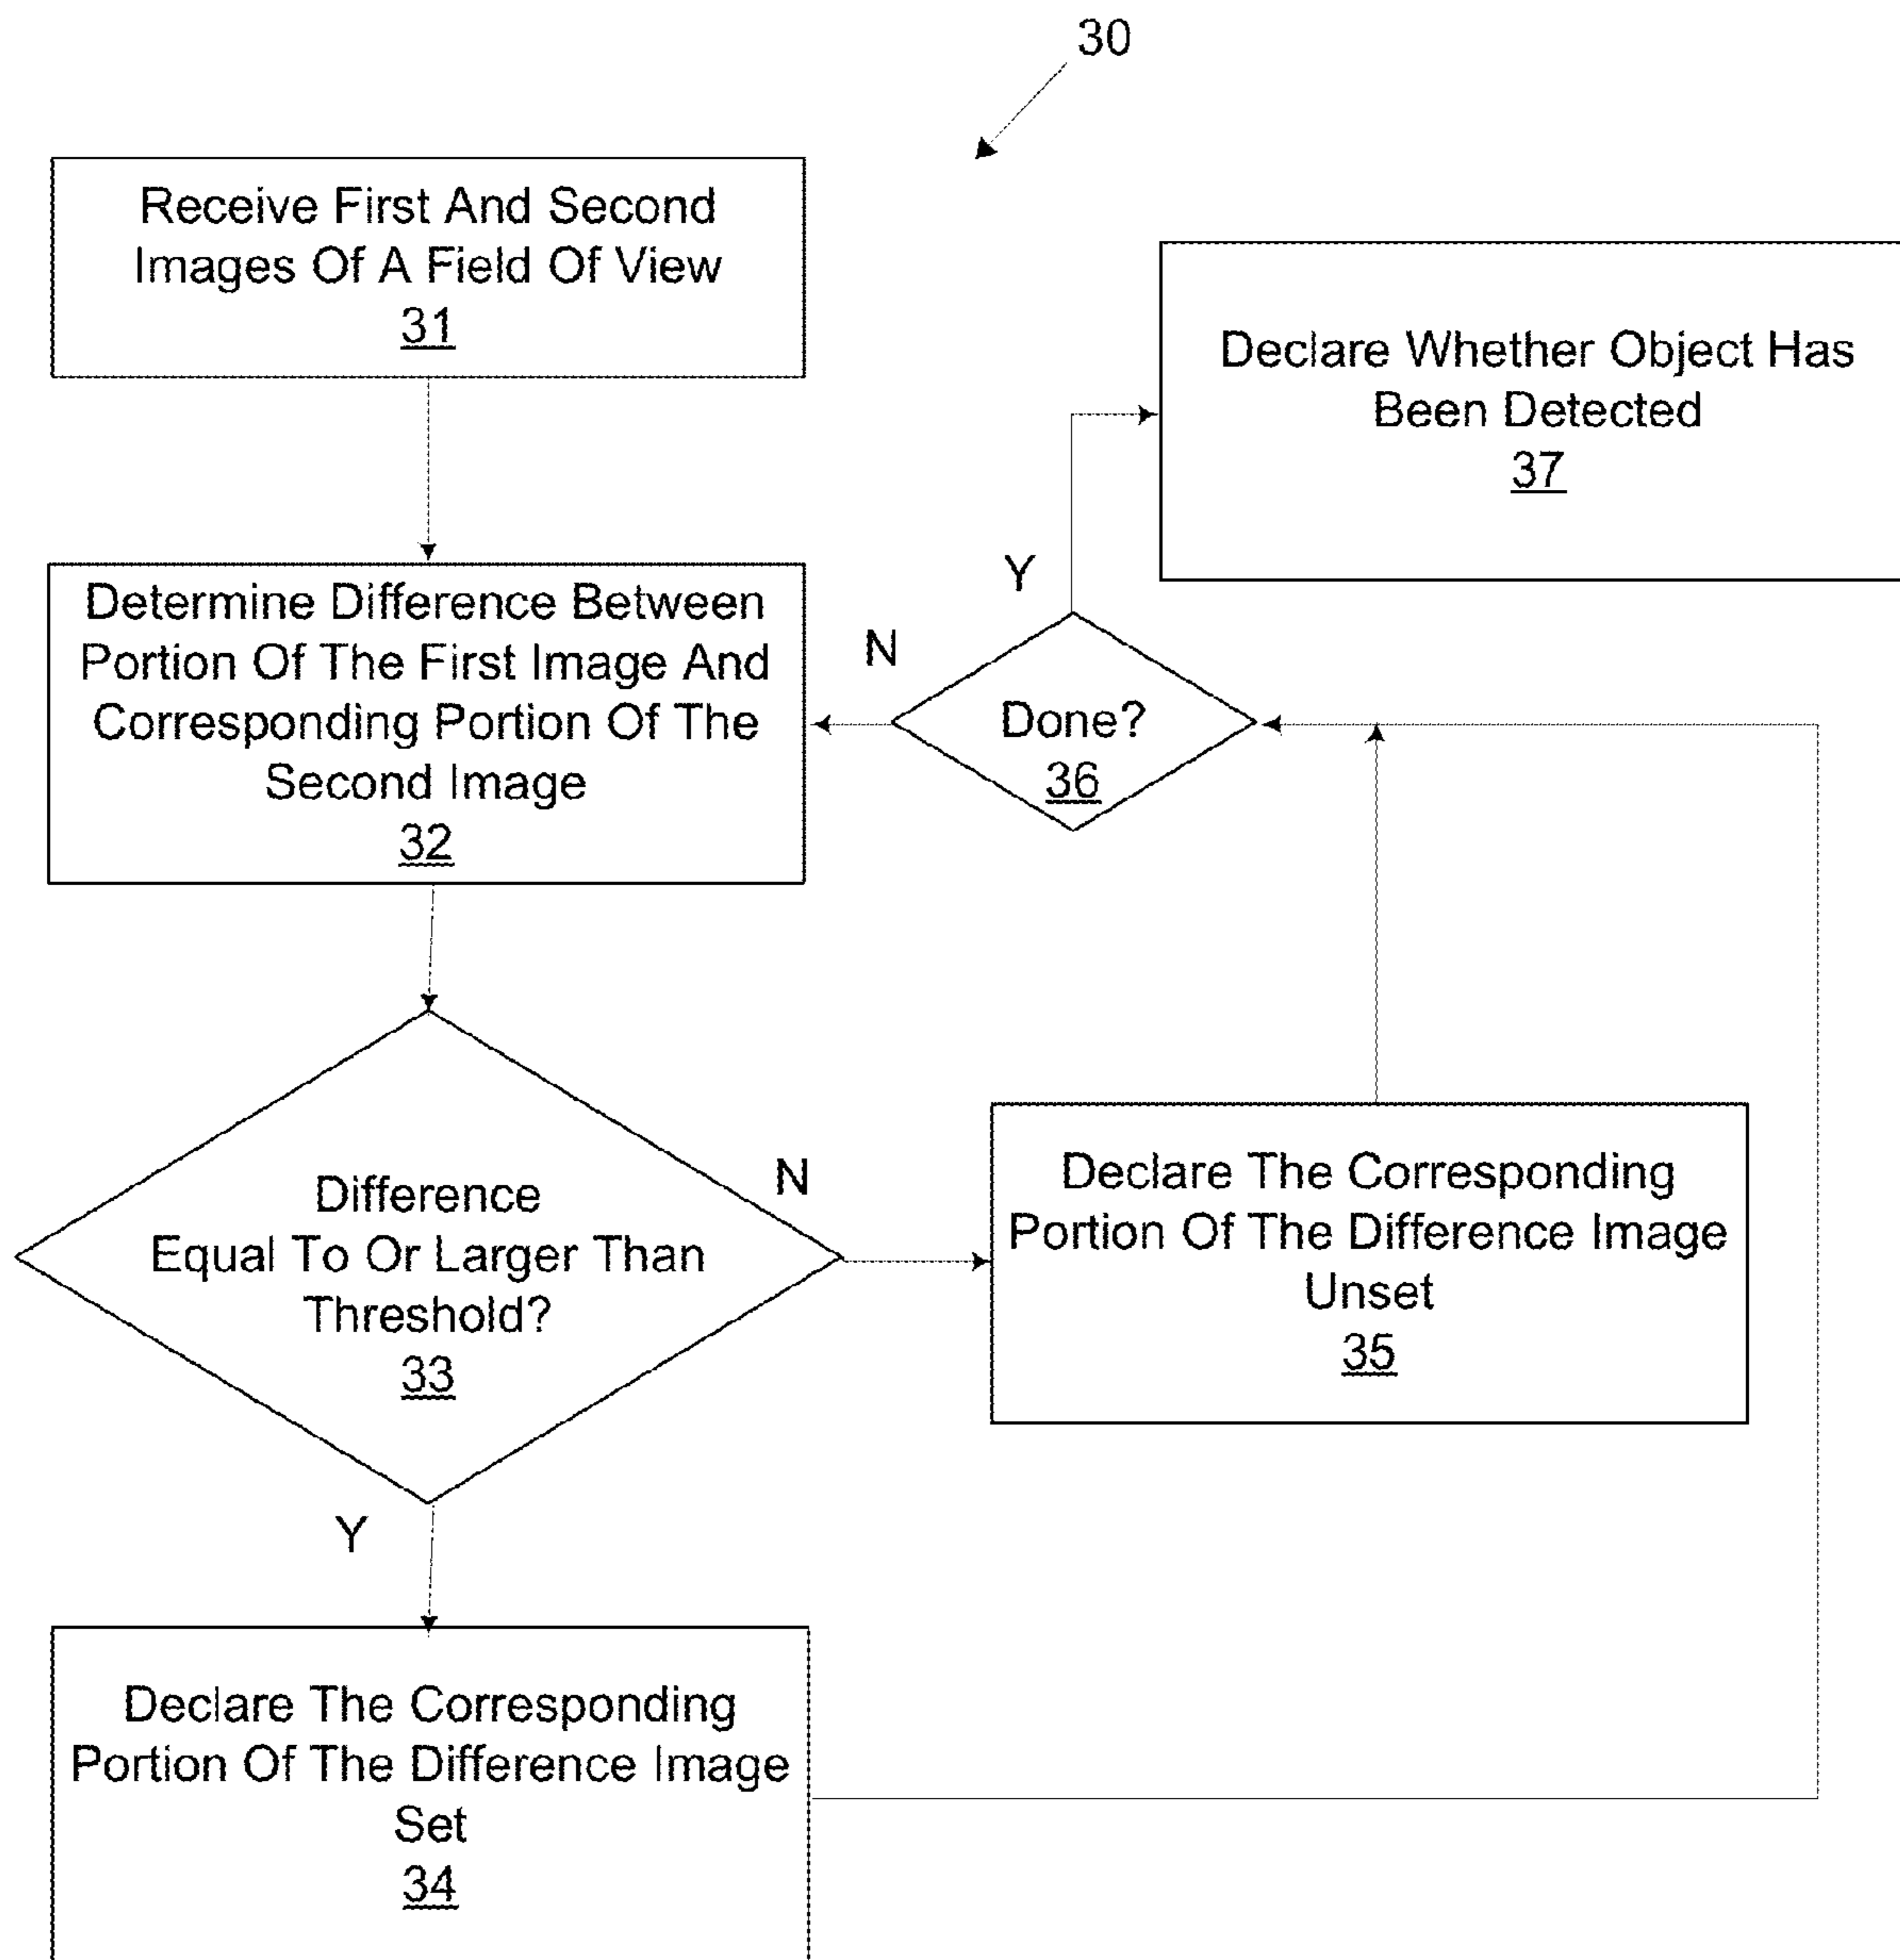 30
Receive First And Second
Images Of A Field Of View
31
Declare Whether Object Has
Been Detected
37
Determine Difference Between
Portion Of The First Image And
Corresponding Portion Of The
Second Image
32
Y
N
Done?
36
Difference
Equal To Or Larger Than
Threshold?
33
N
Declare The Corresponding
Portion Of The Difference Image
Unset
35
Y
Declare The Corresponding
Portion Of The Difference Image
Set
34